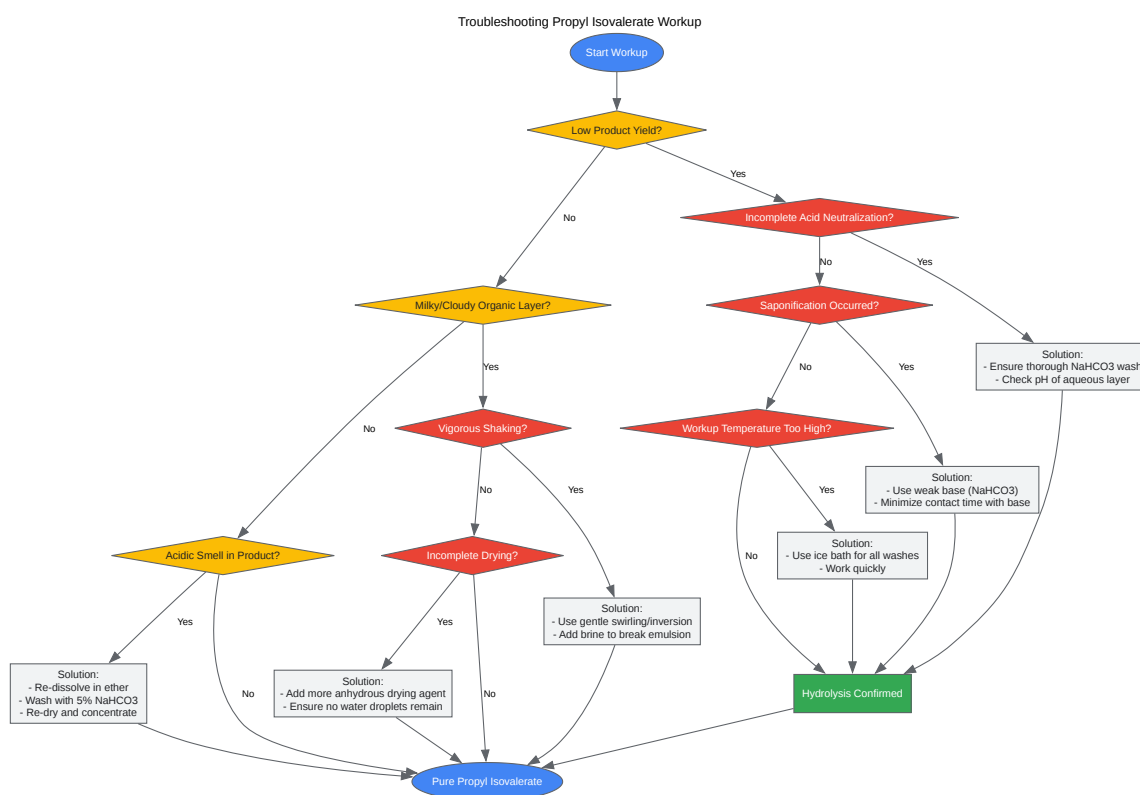 Troubleshooting Propyl Isovalerate Workup
Start Workup
Low Product Yield?
Yes
No
Incomplete Acid Neutralization?
No
Yes
Milky/Cloudy Organic Layer?
Saponification Occurred?
Solution:
- Ensure thorough NaHCO3 wash
- Check pH of aqueous layer
Yes
No
Yes
No
Vigorous Shaking?
Workup Temperature Too High?
No
Yes
Yes
Solution:
- Use weak base (NaHCO3)
- Minimize contact time with base
Acidic Smell in Product?
Incomplete Drying?
No
Solution:
- Use ice bath for all washes
- Work quickly
Yes
Yes
Solution:
- Use gentle swirling/inversion
- Add brine to break emulsion
Solution:
- Re-dissolve in ether
- Wash with 5% NaHCO3
- Re-dry and concentrate
No
Solution:
- Add more anhydrous drying agent
- Ensure no water droplets remain
No
Hydrolysis Confirmed
Pure Propyl Isovalerate